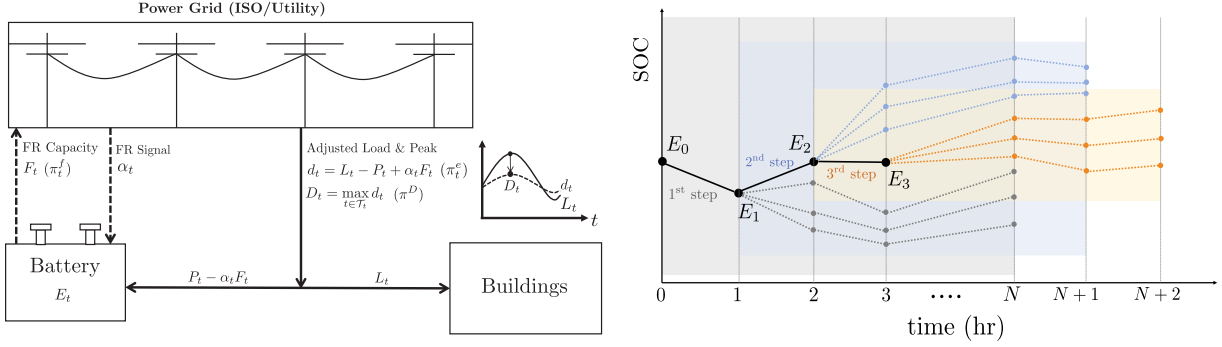 Power Grid (ISO/Utility)
FR Capacity
F_t (π_t^f)
FR Signal
α_t
Adjusted Load & Peak
d_t = L_t − P_t + α_t F_t (π_t^e)
D_t = max_{t∈𝒯_t} d_t (π^D)
D_t
d_t
L_t
t
Battery
E_t
P_t − α_t F_t
L_t
Buildings
SOC
E_0
E_1
E_2
E_3
1st step
2nd step
3rd step
0 1 2 3 .... N N + 1 N + 2
time (hr)